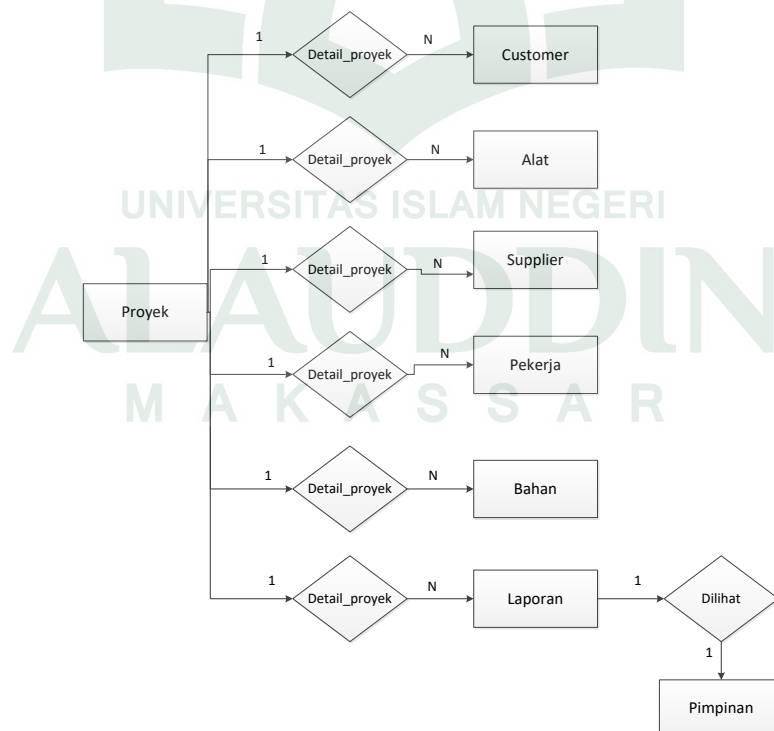 1
Detail_proyek
N
Customer
1
Detail_proyek
N
Alat
UNIVERSITAS ISLAM NEGERI
1
Detail_proyek
N
Supplier
ALAUDDIN
Proyek
1
Detail_proyek
N
Pekerja
MAKASSAR
1
Detail_proyek
N
Bahan
1
Detail_proyek
N
Laporan
1
Dilihat
1
Pimpinan